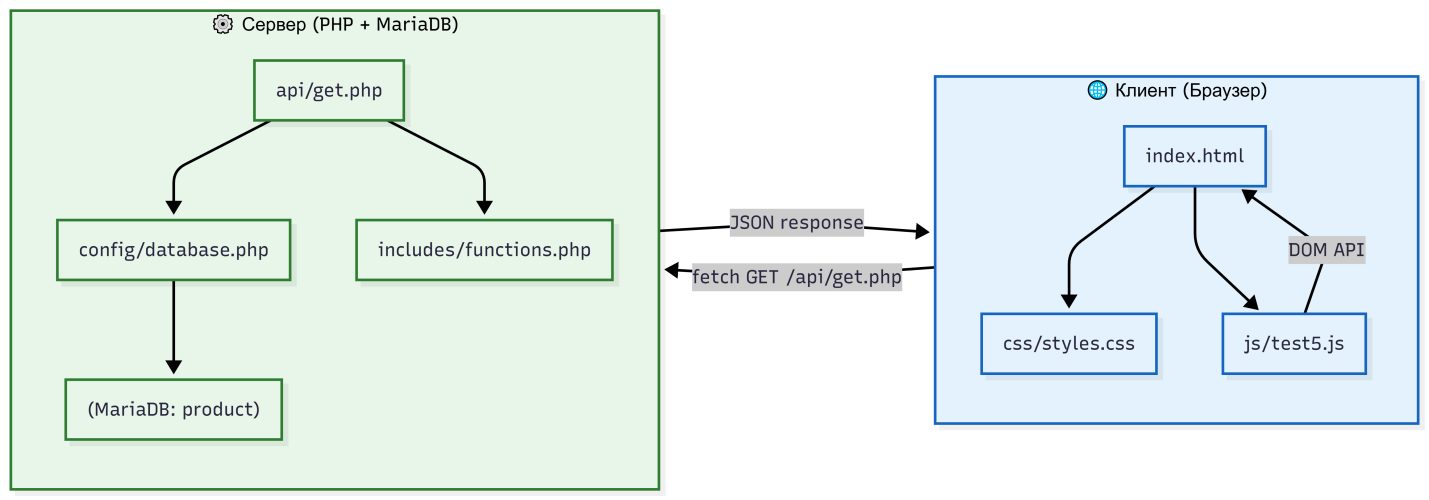 Сервер (PHP + MariaDB)
api/get.php
config/database.php
includes/functions.php
(MariaDB: product)
JSON response
fetch GET /api/get.php
Клиент (Браузер)
index.html
DOM API
css/styles.css
js/test5.js